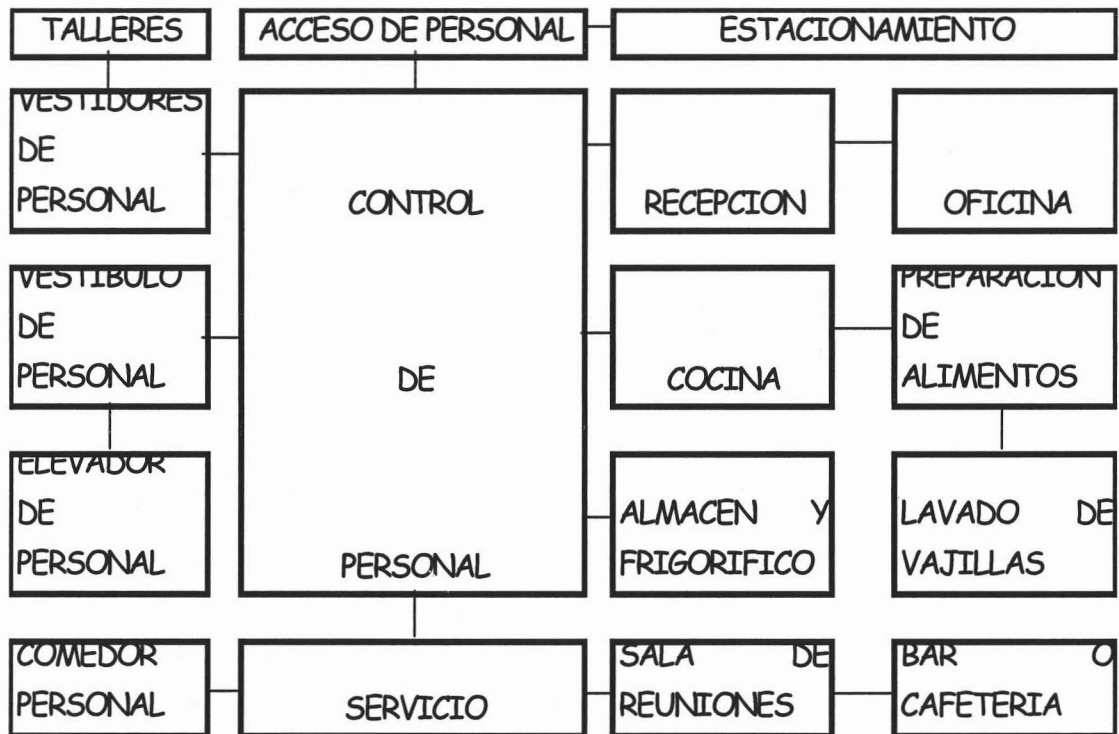 TALLERES
ACCESO DE PERSONAL
ESTACIONAMIENTO
VESTIDORES
DE
PERSONAL
CONTROL
DE
PERSONAL
RECEPCION
OFICINA
VESTIBULO
DE
PERSONAL
COCINA
PREPARACION
DE
ALIMENTOS
ELEVADOR
DE
PERSONAL
ALMACEN Y
FRIGORIFICO
LAVADO DE
VAJILLAS
COMEDOR
PERSONAL
SERVICIO
SALA DE
REUNIONES
BAR O
CAFETERIA